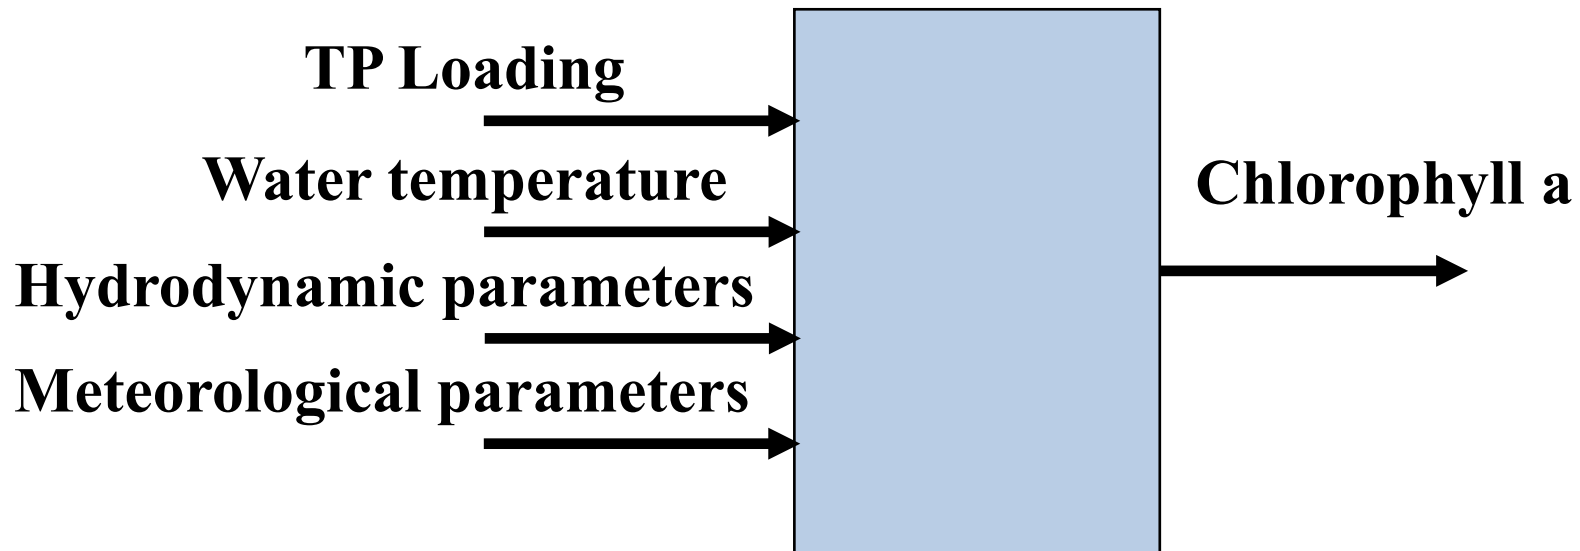 TP Loading
Water temperature
Hydrodynamic parameters
Meteorological parameters
Chlorophyll a